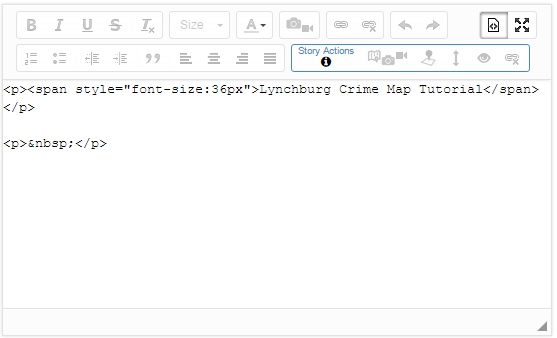 B I U S Tx Size A
Story Actions
<p><span style="font-size:36px">Lynchburg Crime Map Tutorial</span>
</p>
<p>&nbsp;</p>